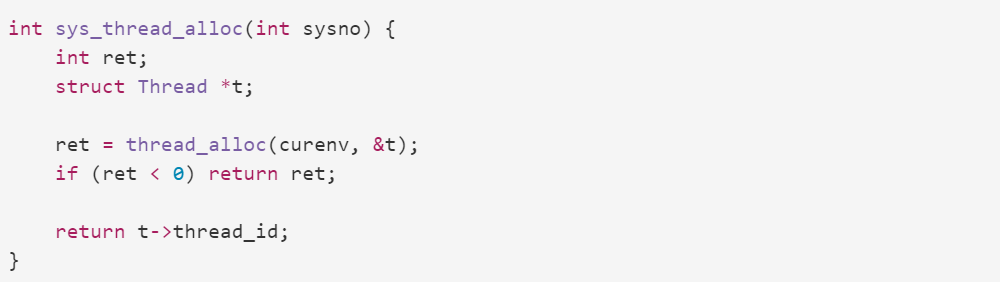 int sys_thread_alloc(int sysno) {
    int ret;
    struct Thread *t;

    ret = thread_alloc(curenv, &t);
    if (ret < 0) return ret;

    return t->thread_id;
}